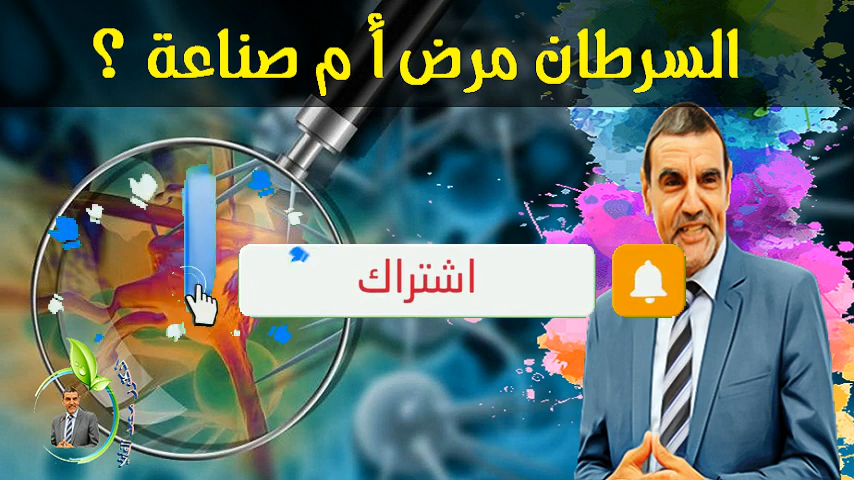 السرطان مرض أ م صناعة ؟
اشتراك